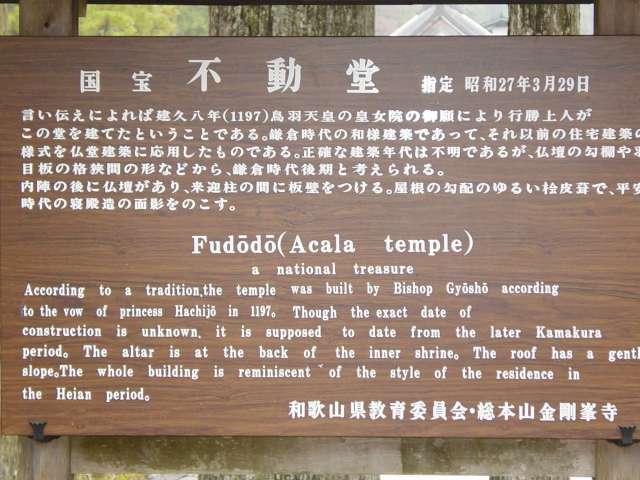 国宝 不動堂 指定 昭和27年3月29日
言い伝えによれば建久八年(1197)鳥羽天皇の皇女院の御願により行勝上人が
この堂を建てたということである。鎌倉時代の和様建築であって、それ以前の住宅建築の
様式を仏堂建築に応用したものである。正確な建築年代は不明であるが、仏壇の勾欄や
目板の格狭間の形などから、鎌倉時代後期と考えられる。
内陣の後に仏壇があり、来迎柱の間に板壁をつける。屋根の勾配のゆるい桧皮葺で、平安
時代の寝殿造の面影をのこす。
Fudōdō(Acala temple)
a national treasure
According to a tradition,the temple was built by Bishop Gyōshō according
to the vow of princess Hachijō in 1197. Though the exact date of
construction is unknown, it is supposed to date from the later Kamakura
period. The altar is at the back of the inner shrine. The roof has a gentl
slope.The whole building is reminiscent of the style of the residence in
the Heian period.
和歌山県教育委員会・総本山金剛峯寺